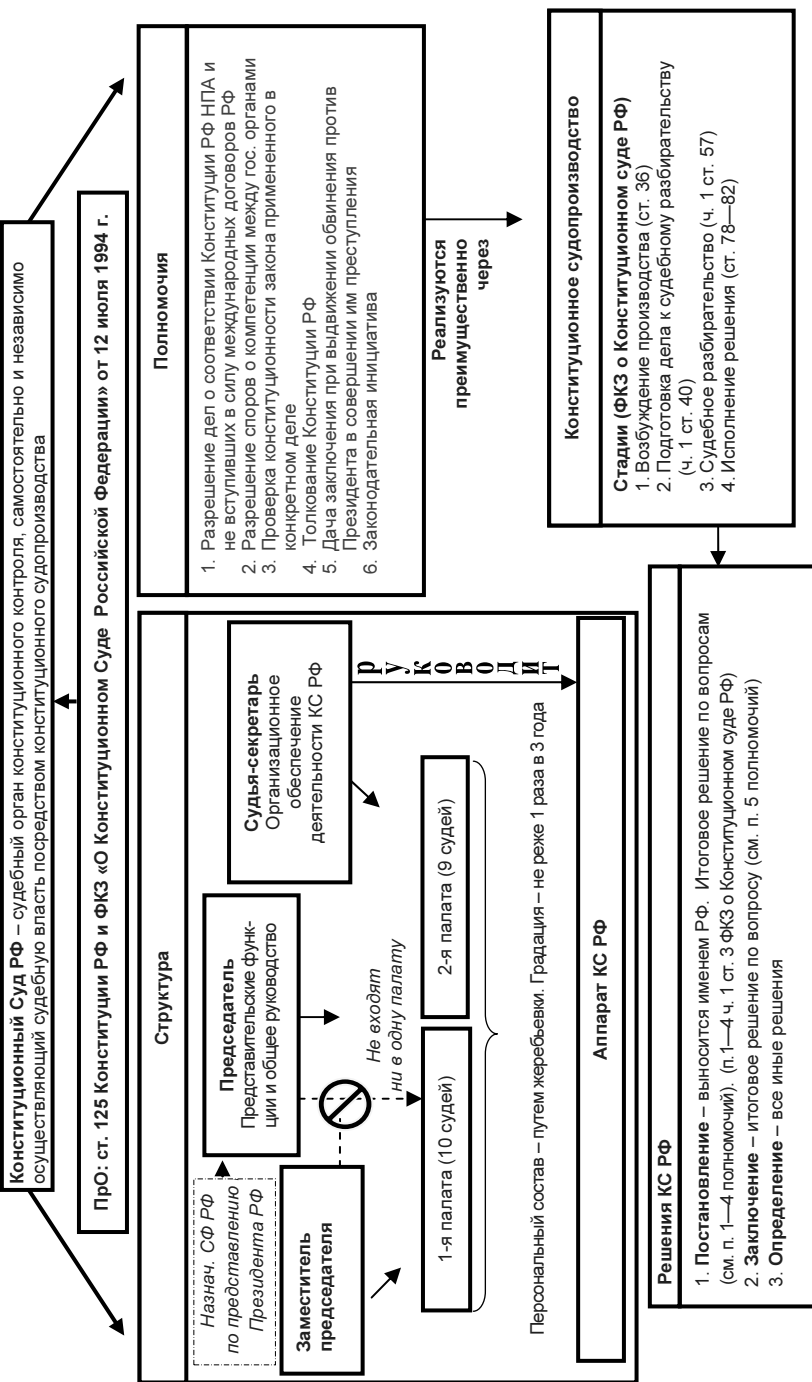 Конституционный Суд РФ – судебный орган конституционного контроля, самостоятельно и независимо
осуществляющий судебную власть посредством конституционного судопроизводства
ПрО: ст. 125 Конституции РФ и ФКЗ «О Конституционном Суде Российской Федерации» от 12 июля 1994 г.
Структура
Назнач. СФ РФ
по представлению
Президента РФ
Председатель
Представительские функ-
ции и общее руководство
Судья-секретарь
Организационное
обеспечение
деятельности КС РФ
Заместитель
председателя
Не входят
ни в одну палату
руководит
1-я палата (10 судей)
2-я палата (9 судей)
Персональный состав – путем жеребьевки. Градация – не реже 1 раза в 3 года
Аппарат КС РФ
Полномочия
1. Разрешение дел о соответствии Конституции РФ НПА и
не вступивших в силу международных договоров РФ
2. Разрешение споров о компетенции между гос. органами
3. Проверка конституционности закона примененного в
конкретном деле
4. Толкование Конституции РФ
5. Дача заключения при выдвижении обвинения против
Президента в совершении им преступления
6. Законодательная инициатива
Реализуются
преимущественно
через
Конституционное судопроизводство
Стадии (ФКЗ о Конституционном суде РФ)
1. Возбуждение производства (ст. 36)
2. Подготовка дела к судебному разбирательству
(ч. 1 ст. 40)
3. Судебное разбирательство (ч. 1 ст. 57)
4. Исполнение решения (ст. 78—82)
Решения КС РФ
1. Постановление – выносится именем РФ. Итоговое решение по вопросам
(см. п. 1—4 полномочий). (п.1—4 ч. 1 ст. 3 ФКЗ о Конституционном суде РФ)
2. Заключение – итоговое решение по вопросу (см. п. 5 полномочий)
3. Определение – все иные решения